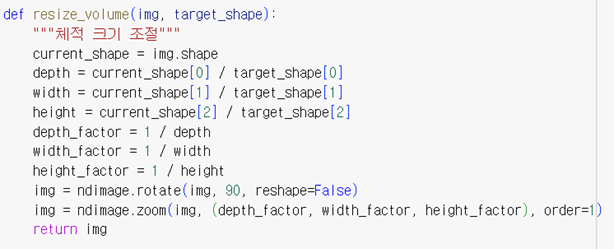 def resize_volume(img, target_shape):
    """체적 크기 조절"""
    current_shape = img.shape
    depth = current_shape[0] / target_shape[0]
    width = current_shape[1] / target_shape[1]
    height = current_shape[2] / target_shape[2]
    depth_factor = 1 / depth
    width_factor = 1 / width
    height_factor = 1 / height
    img = ndimage.rotate(img, 90, reshape=False)
    img = ndimage.zoom(img, (depth_factor, width_factor, height_factor), order=1)
    return img